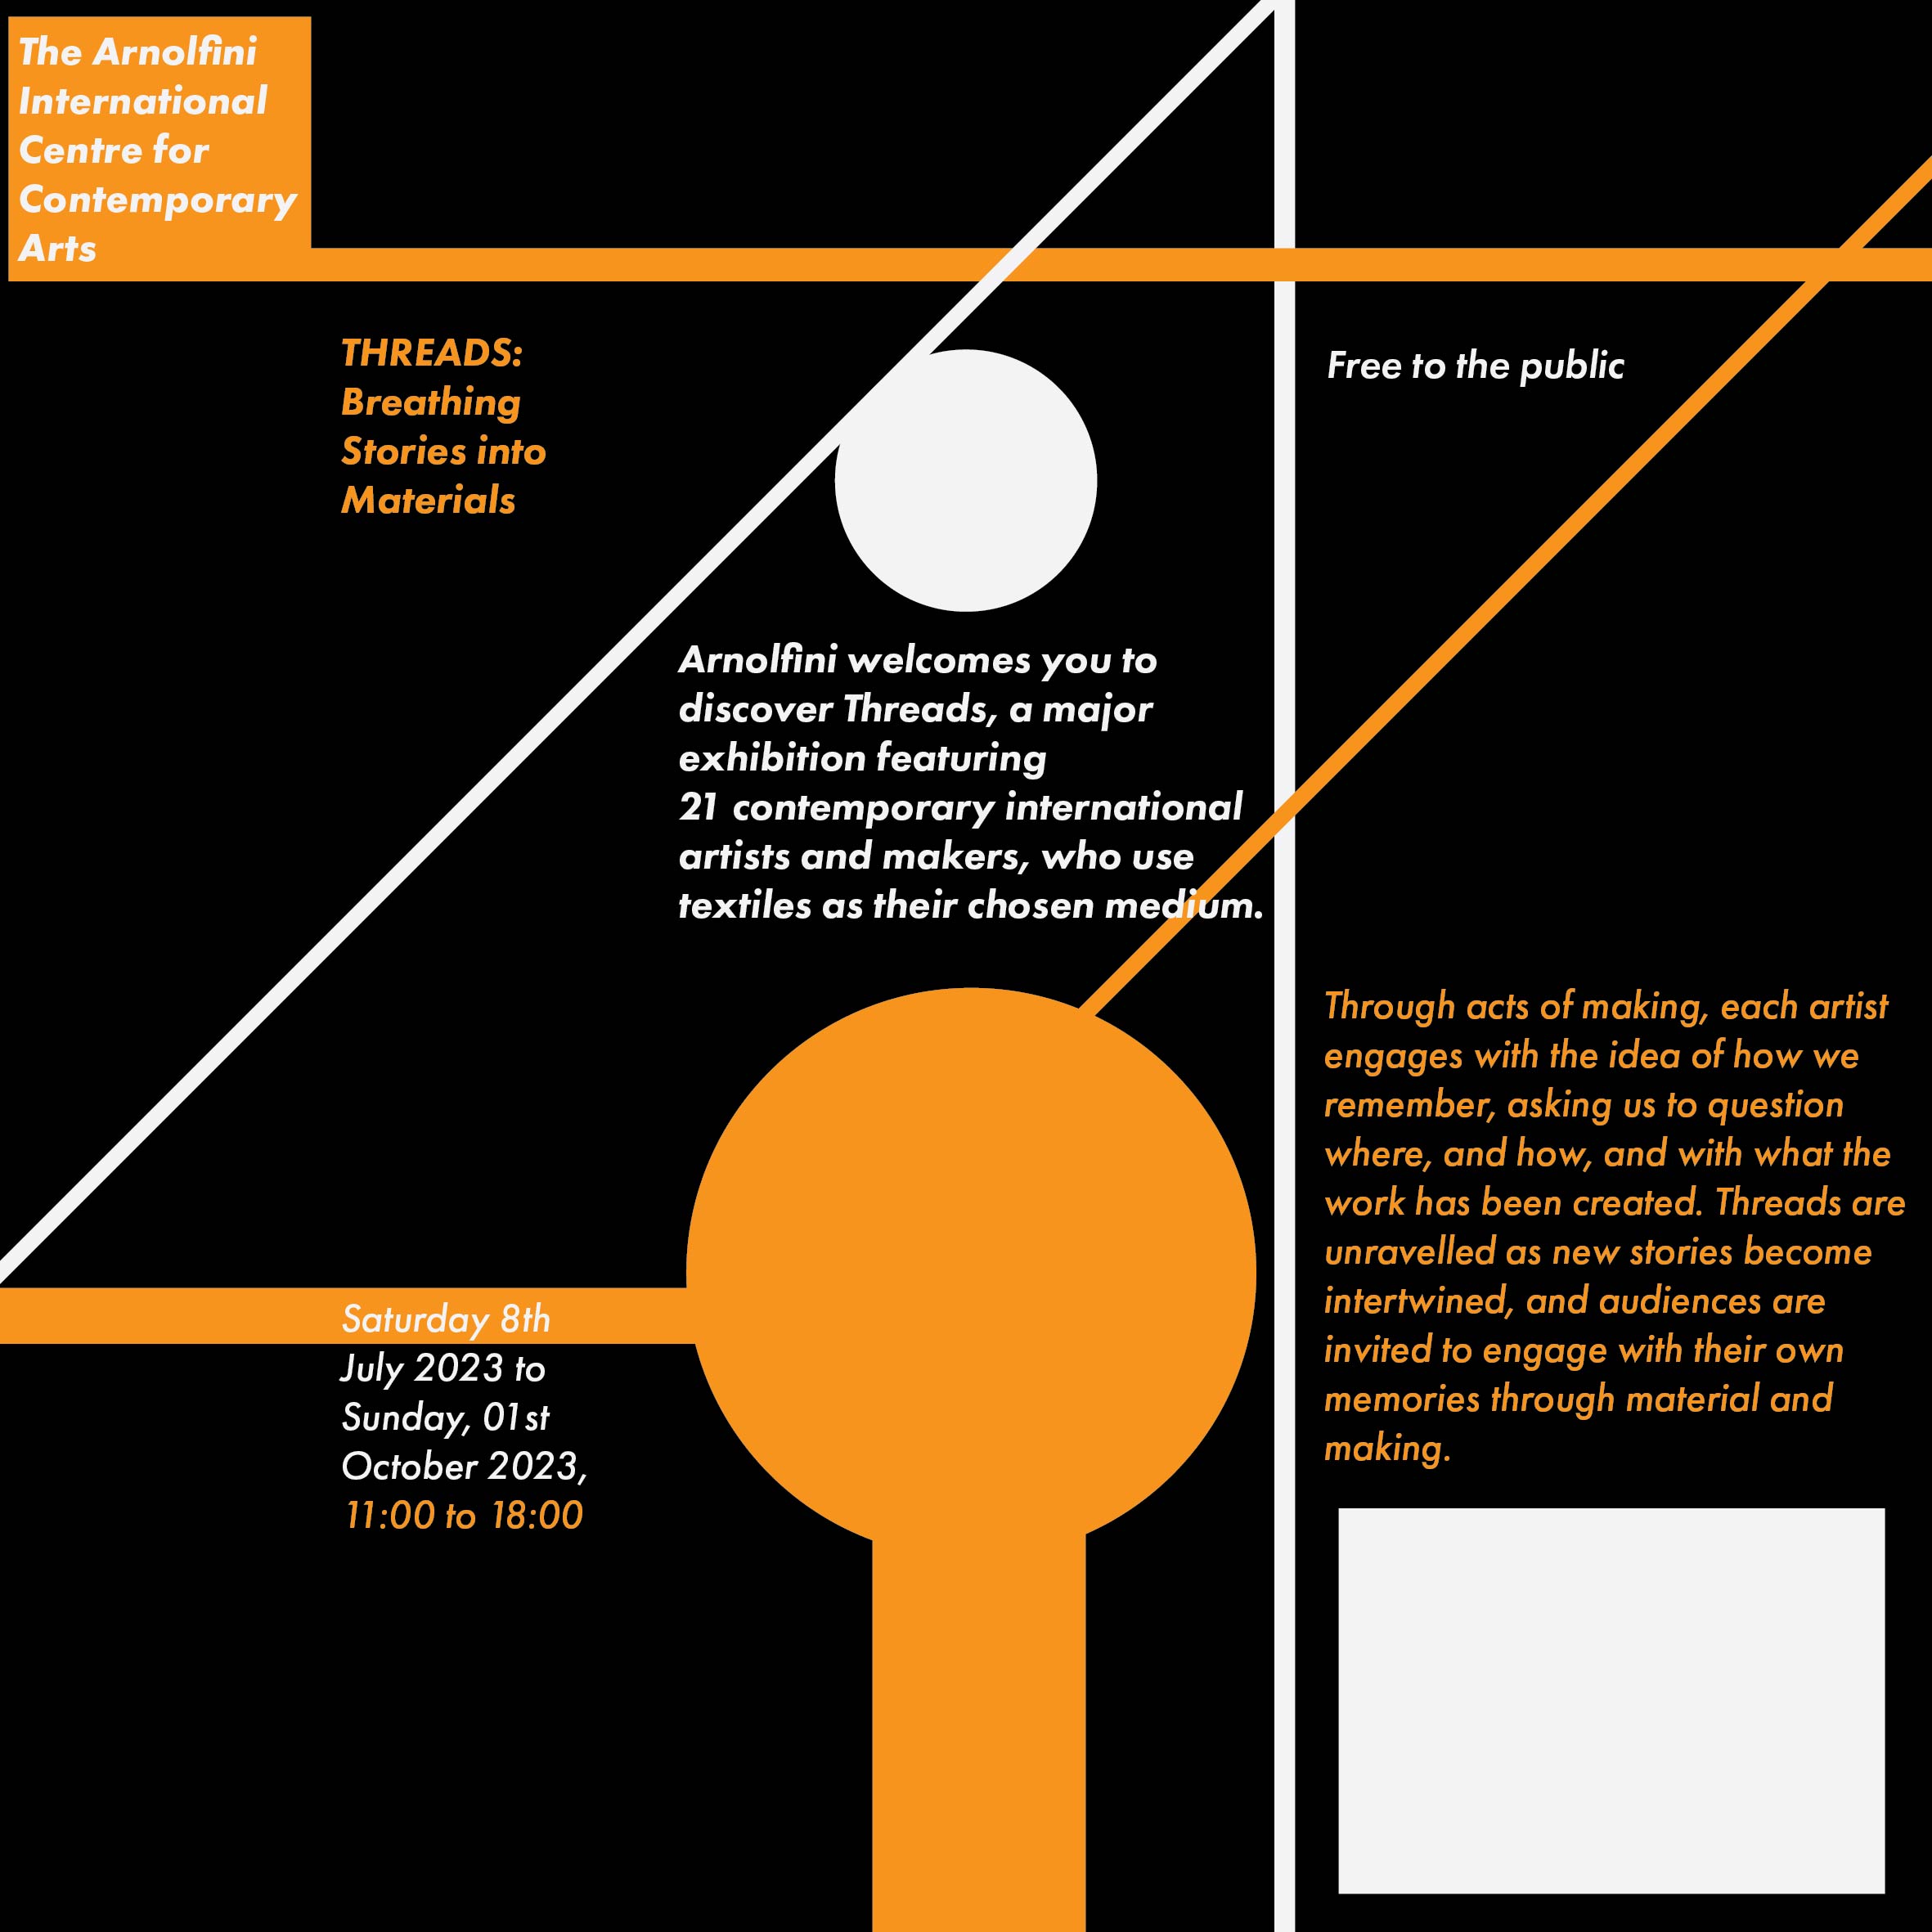 The Arnolfini
International
Centre for
Contemporary
Arts
THREADS:
Breathing
Stories into
Materials
Free to the public
Arnolfini welcomes you to
discover Threads, a major
exhibition featuring
21 contemporary international
artists and makers, who use
textiles as their chosen medium.
Through acts of making, each artist
engages with the idea of how we
remember, asking us to question
where, and how, and with what the
work has been created. Threads are
unravelled as new stories become
intertwined, and audiences are
invited to engage with their own
memories through material and
making.
Saturday 8th
July 2023 to
Sunday, 01st
October 2023,
11:00 to 18:00